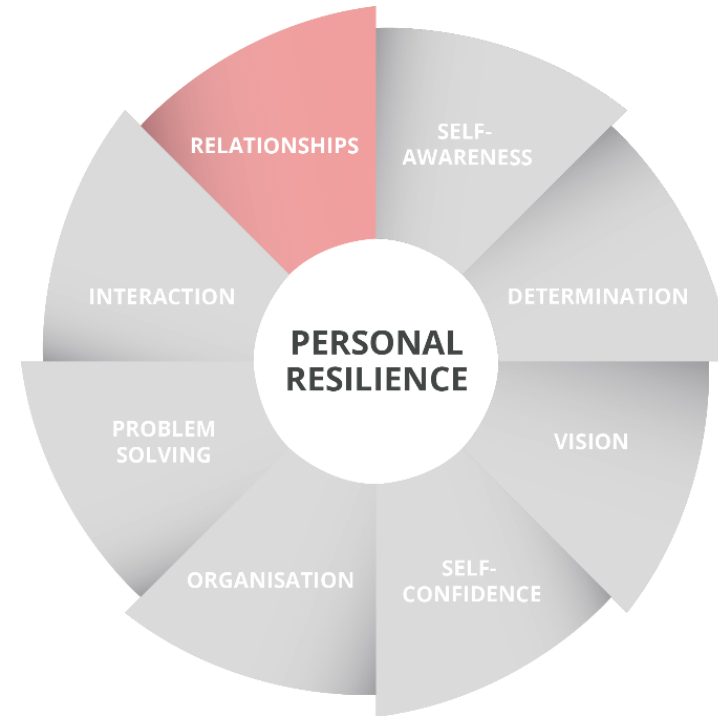 RELATIONSHIPS
SELF-
AWARENESS
INTERACTION
DETERMINATION
PERSONAL
RESILIENCE
PROBLEM
SOLVING
VISION
ORGANISATION
SELF-
CONFIDENCE